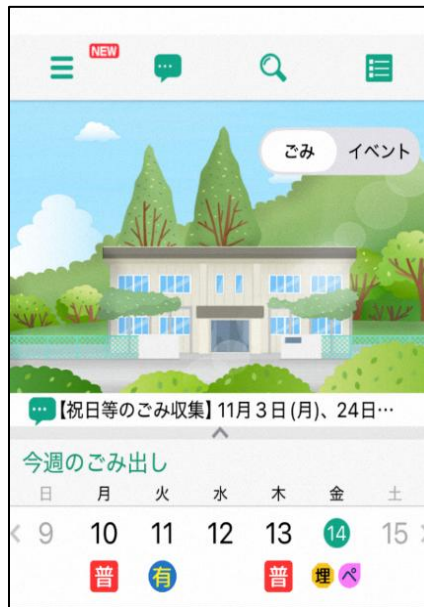 NEW
ごみ イベント
【祝日等のごみ収集】11月3日(月)、24日…
今週のごみ出し
日 月 火 水 木 金 土
9 10 11 12 13 14 15
普 有 普 埋 ペ